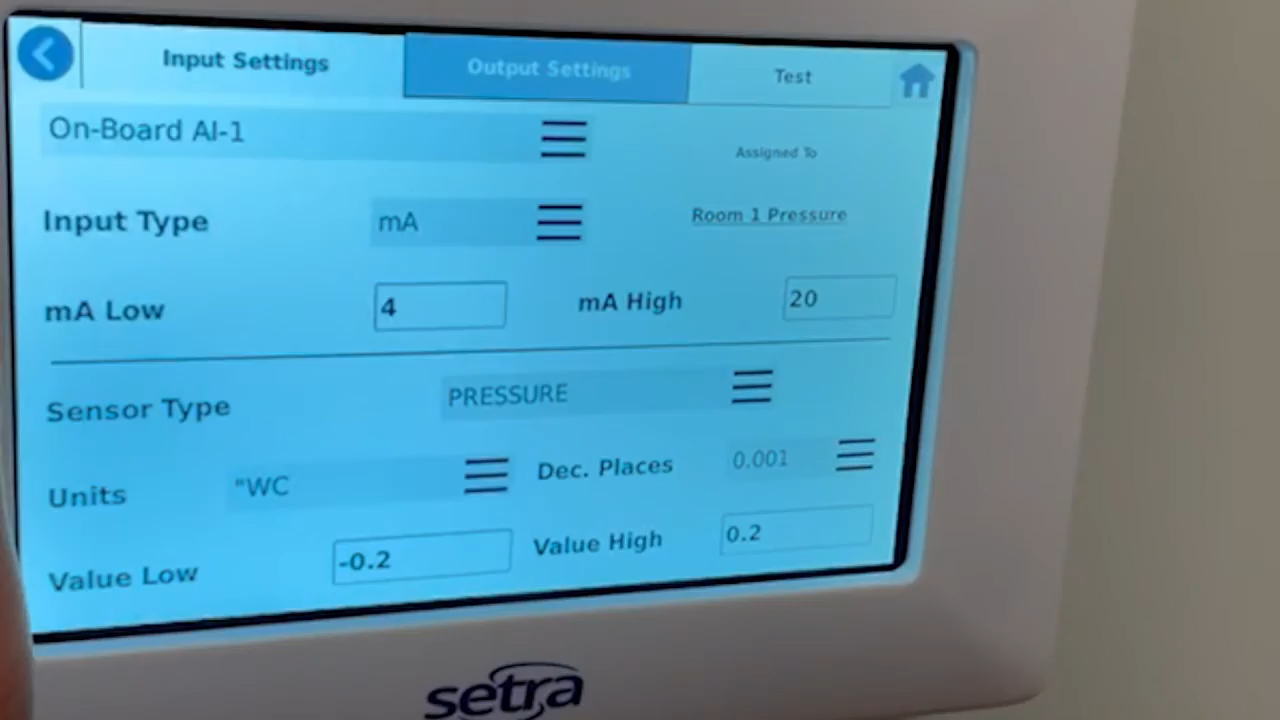 Input Settings Output Settings Test
On-Board AI-1
Assigned To
Input Type mA Room 1 Pressure
mA Low 4 mA High 20
Sensor Type PRESSURE
Units "WC Dec. Places 0.001
Value Low -0.2 Value High 0.2
setra